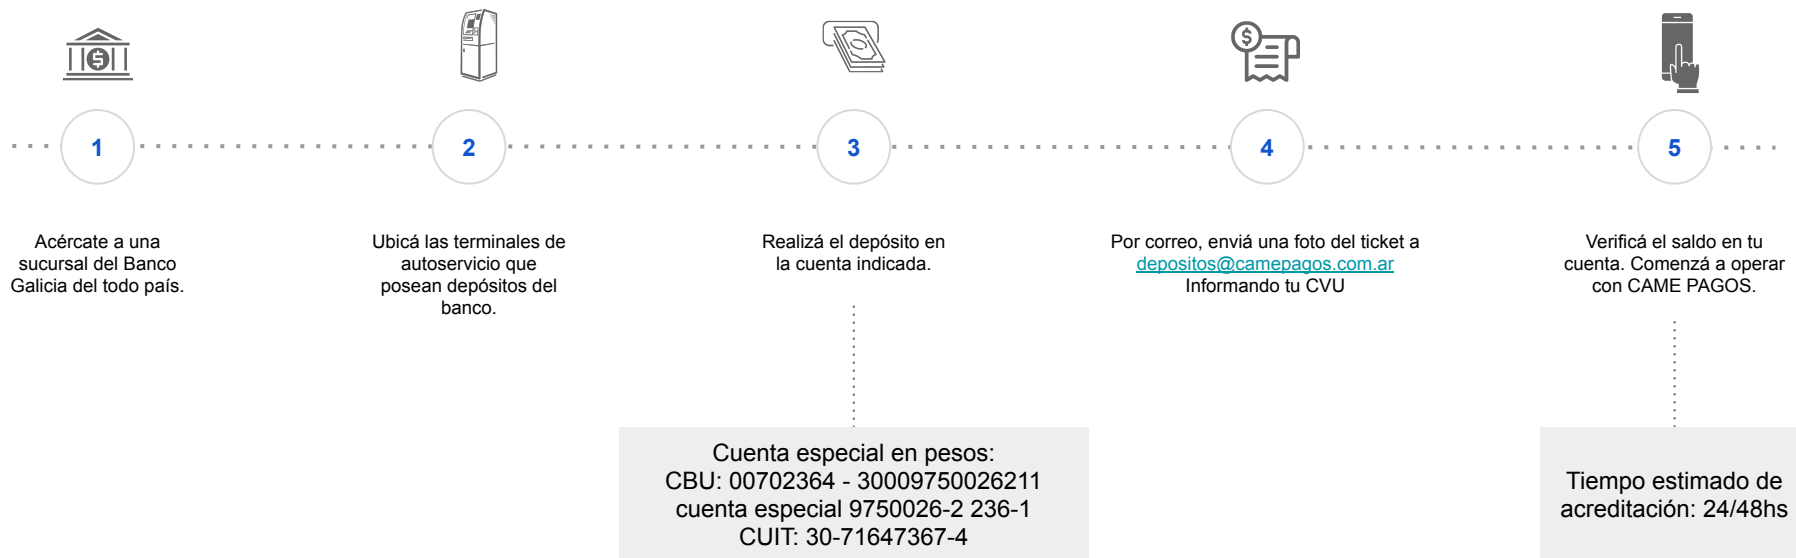 1
Acércate a una
sucursal del Banco
Galicia del todo país.
2
Ubicá las terminales de
autoservicio que
posean depósitos del
banco.
3
Realizá el depósito en
la cuenta indicada.
Cuenta especial en pesos:
CBU: 00702364 - 30009750026211
cuenta especial 9750026-2 236-1
CUIT: 30-71647367-4
4
Por correo, enviá una foto del ticket a
depositos@camepagos.com.ar
Informando tu CVU
5
Verificá el saldo en tu
cuenta. Comenzá a operar
con CAME PAGOS.
Tiempo estimado de
acreditación: 24/48hs